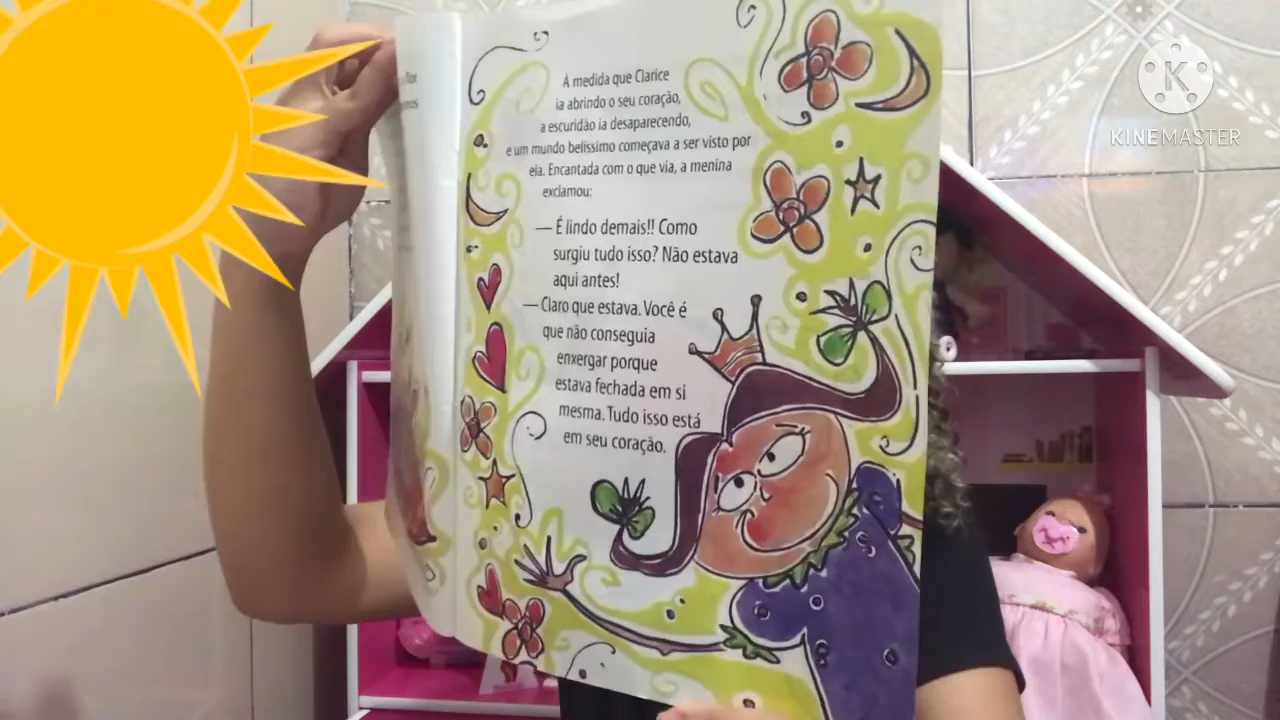 À medida que Clarice
ia abrindo o seu coração,
a escuridão ia desaparecendo,
e um mundo belíssimo começava a ser visto por
ela. Encantada com o que via, a menina
exclamou:
— É lindo demais!! Como
surgiu tudo isso? Não estava
aqui antes!
— Claro que estava. Você é
que não conseguia
enxergar porque
estava fechada em si
mesma. Tudo isso está
em seu coração.
K
KINEMASTER